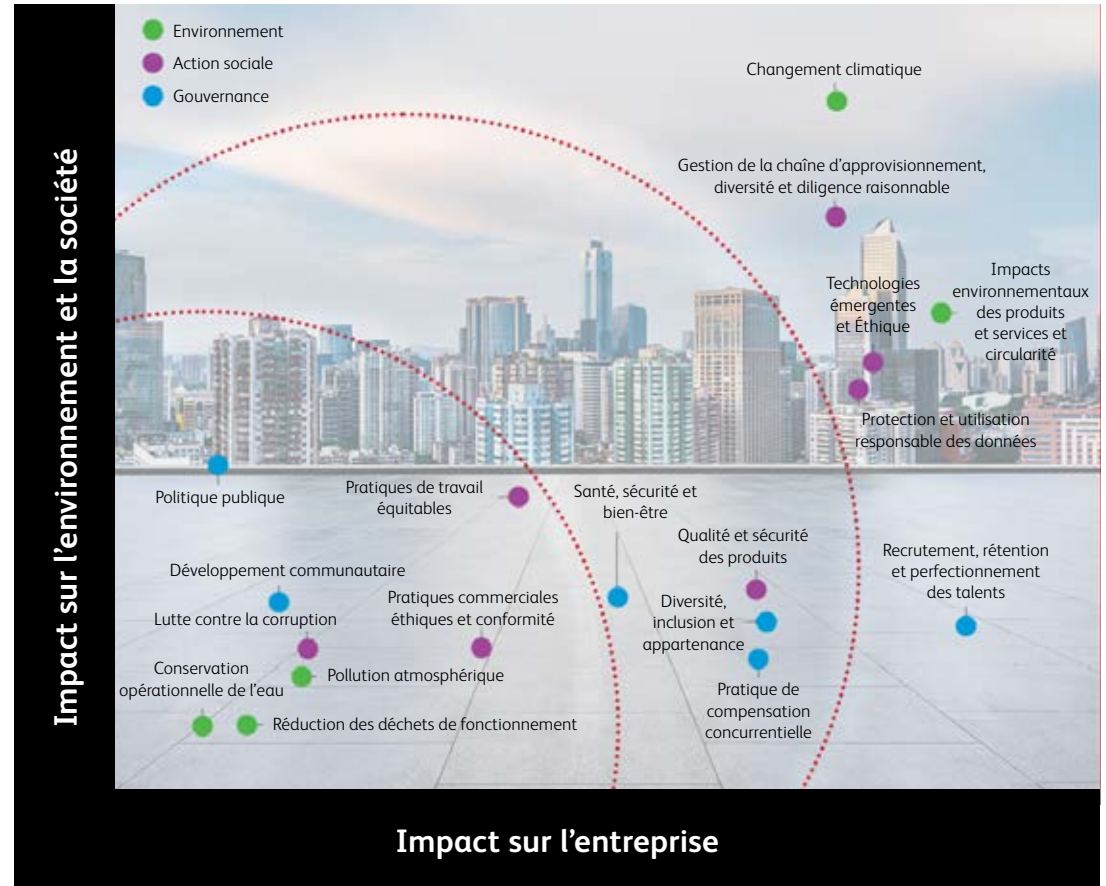 Environnement
Action sociale
Gouvernance
Impact sur l'environnement et la société
Changement climatique
Gestion de la chaîne d'approvisionnement,
diversité et diligence raisonnable
Technologies
émergentes
et Éthique
Impacts
environnementaux
des produits
et services et
circularité
Protection et utilisation
responsable des données
Politique publique
Pratiques de travail
équitables
Santé, sécurité et
bien-être
Qualité et sécurité
des produits
Recrutement, rétention
et perfectionnement
des talents
Développement communautaire
Lutte contre la corruption
Pratiques commerciales
éthiques et conformité
Diversité,
inclusion et
appartenance
Conservation
opérationnelle de l'eau
Pollution atmosphérique
Réduction des déchets de fonctionnement
Pratique de
compensation
concurrentielle
Impact sur l'entreprise